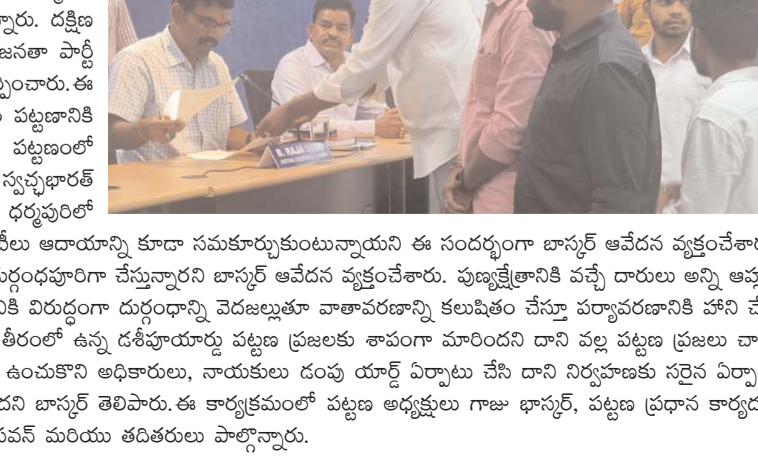 న్నారు. దక్షిణ
జనతా పార్టీ
ప్పించారు.ఈ
పట్టణానికి
పట్టణంలో
స్వచ్ఛభారత్
ధర్మపురిలో
B. RAJA
వీలు ఆదాయాన్ని కూడా సమకూర్చుకుంటున్నాయని ఈ సందర్భంగా బాస్కర్ ఆవేదన వ్యక్తంచేశారు
దుర్గంధపూరిగా చేస్తున్నారని బాస్కర్ ఆవేదన వ్యక్తంచేశారు. పుణ్యక్షేత్రానికి వచ్చే దారులు అన్ని
నికి విరుద్ధంగా దుర్గంధాన్ని వెదజల్లుతూ వాతావరణాన్ని కలుషితం చేస్తూ పర్యావరణానికి హాని
తీరంలో ఉన్న డశీపూయార్డు పట్టణ ప్రజలకు శాపంగా మారిందని దాని వల్ల పట్టణ ప్రజలు చా
ఉంచుకొని అధికారులు, నాయకులు డంపు యార్డ్ ఏర్పాటు చేసి దాని నిర్వహణకు సరైన ఏర్పా
దని బాస్కర్ తెలిపారు.ఈ కార్యక్రమంలో పట్టణ అధ్యక్షులు గాజు భాస్కర్, పట్టణ ప్రధాన కార్యద
పవన్ మరియు తదితరులు పాల్గొన్నారు.